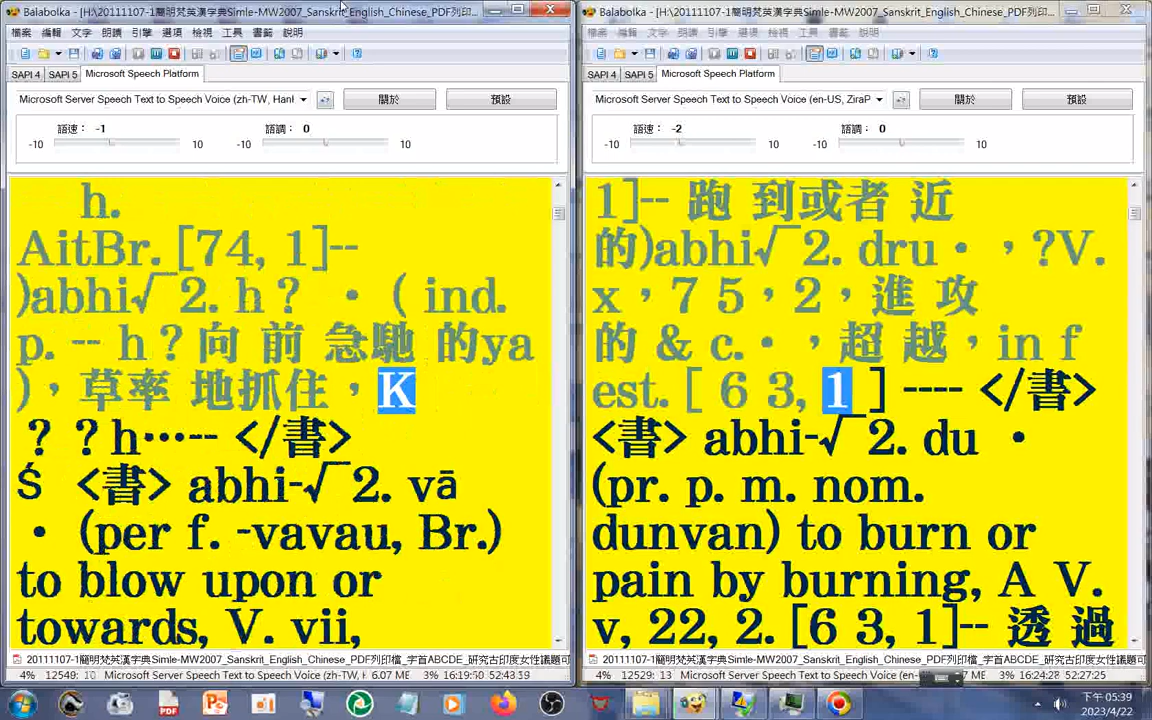 Balabolka - [H:\20111107-1簡明梵英漢字典Simle-MW2007_Sanskrit_English_Chinese_PDF列印...
檔案 編輯 文字 朗讀 引擎 選項 檢視 工具 書籤 說明
SAPI 4 SAPI 5 Microsoft Speech Platform
Microsoft Server Speech Text to Speech Voice (zh-TW, Hanl
關於 預設
語速： -1 語調： 0
-10 10 -10 10
h.
AitBr. [74, 1]--
)abhi√ 2. h ? • ( ind.
p. -- h ? 向 前 急馳 的ya
)，草率 地抓住，K
? ? h…-- </書>
Ś <書> abhi-√ 2. vā
• (per f. -vavau, Br.)
to blow upon or
towards, V. vii,
20111107-1簡明梵英漢字典Simle-MW2007_Sanskrit_English_Chinese_PDF列印檔_字首ABCDE_研究古印度女性議題可
4% 12549: 10 Microsoft Server Speech Text to Speech Voice (zh-TW, 6.07 ME 3% 16:19:50 52:43:39
Balabolka - [H:\20111107-1簡明梵英漢字典Simle-MW2007_Sanskrit_English_Chinese_PDF列印...
檔案 編輯 文字 朗讀 引擎 選項 檢視 工具 書籤 說明
SAPI 4 SAPI 5 Microsoft Speech Platform
Microsoft Server Speech Text to Speech Voice (en-US, ZiraP
關於 預設
語速： -2 語調： 0
-10 10 -10 10
1]-- 跑 到或者 近
的)abhi√ 2. dru •，?V.
x，7 5，2，進 攻
的 & c.•，超 越，in f
est. [ 6 3, 1 ] ---- </書>
<書> abhi-√ 2. du •
(pr. p. m. nom.
dunvan) to burn or
pain by burning, A V.
v, 22, 2. [6 3, 1]-- 透 過
20111107-1簡明梵英漢字典Simle-MW2007_Sanskrit_English_Chinese_PDF列印檔_字首ABCDE_研究古印度女性議題可
4% 12529: 13 Microsoft Server Speech Text to Speech Voice 3% 16:24:28 52:27:25
下午 05:39
2023/4/22